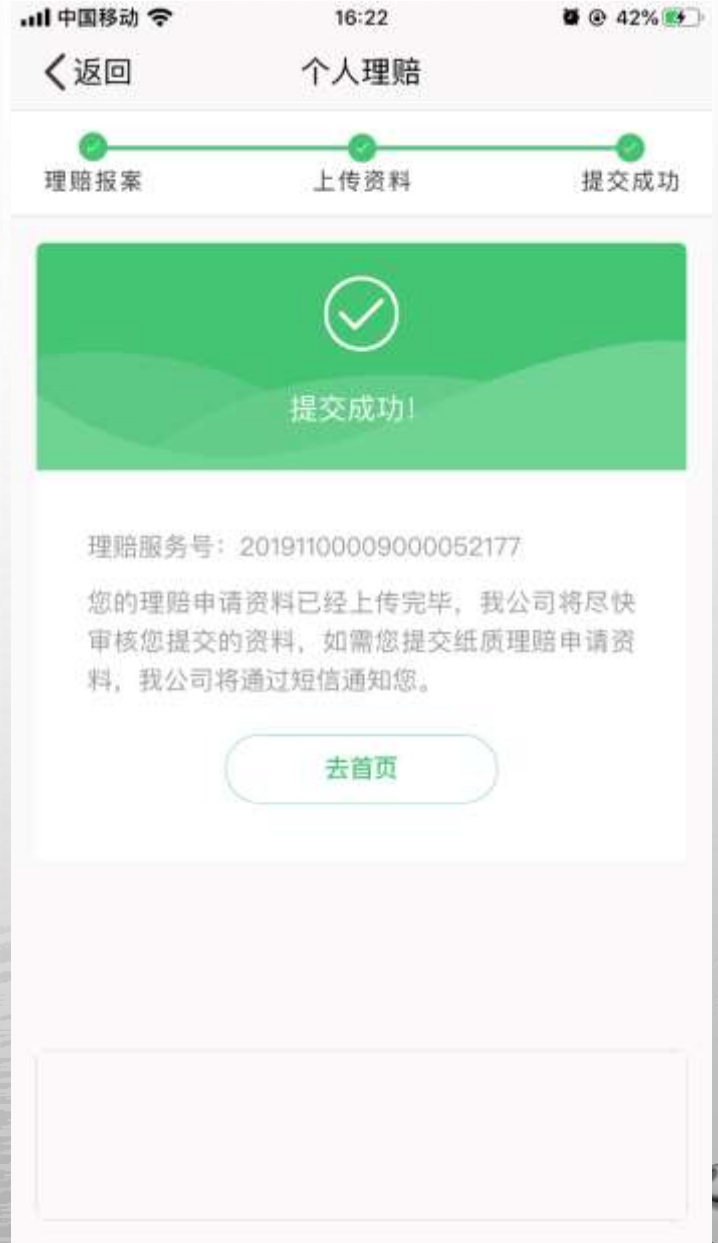 中国移动 16:22 42%
返回 个人理赔
理赔报案 上传资料 提交成功
提交成功!
理赔服务号：20191100009000052177
您的理赔申请资料已经上传完毕，我公司将尽快
审核您提交的资料，如需您提交纸质理赔申请资
料，我公司将通过短信通知您。
去首页